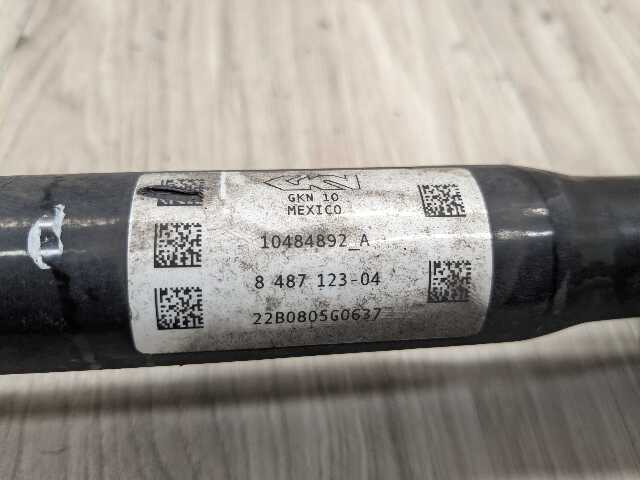 GKN
GKN 10
MEXICO
10484892_A
8 487 123-04
22B0805G0637